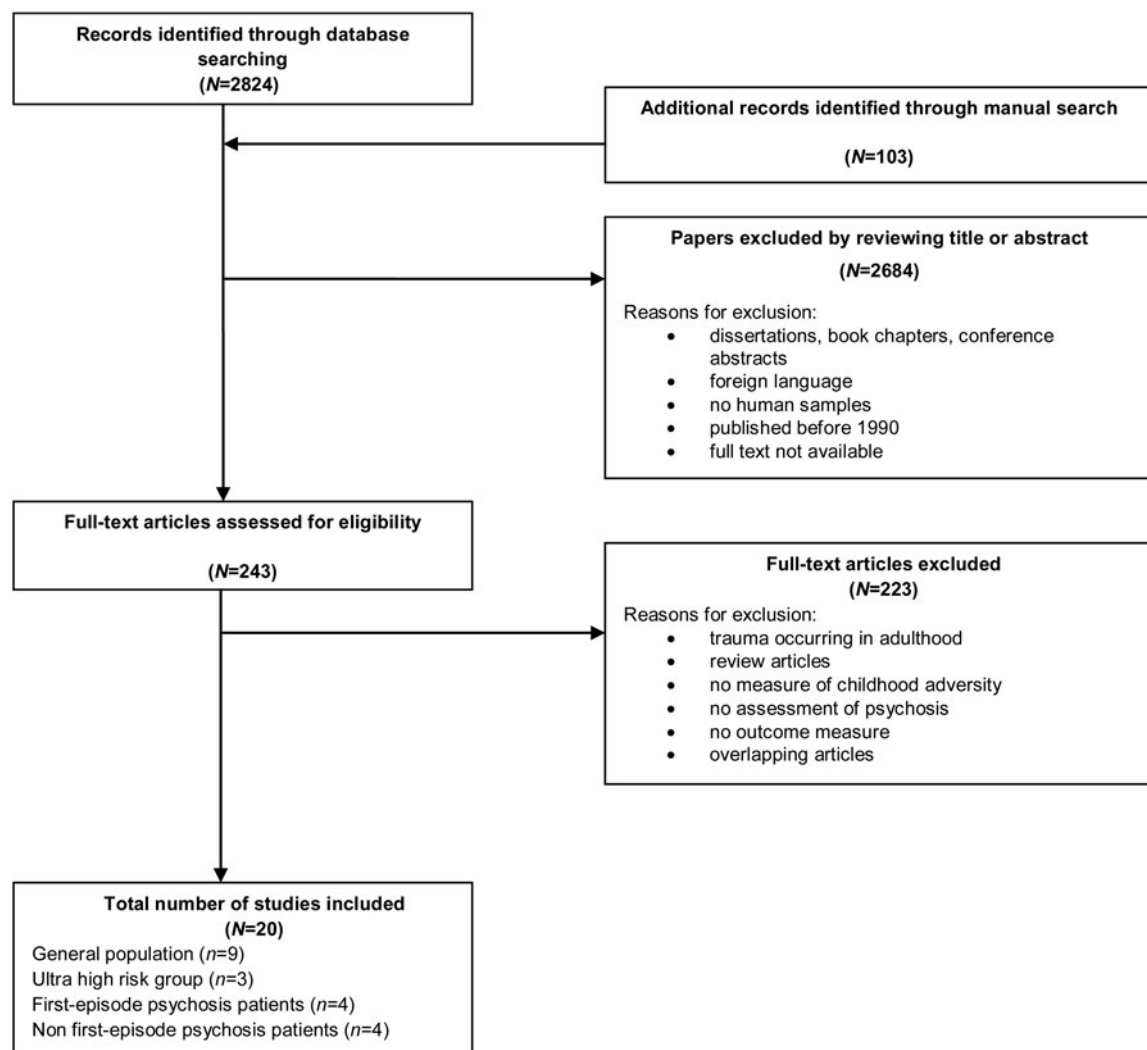 Records identified through database
searching
(N=2824)
Additional records identified through manual search
(N=103)
Papers excluded by reviewing title or abstract
(N=2684)
Reasons for exclusion:
• dissertations, book chapters, conference
abstracts
• foreign language
• no human samples
• published before 1990
• full text not available
Full-text articles assessed for eligibility
(N=243)
Full-text articles excluded
(N=223)
Reasons for exclusion:
• trauma occurring in adulthood
• review articles
• no measure of childhood adversity
• no assessment of psychosis
• no outcome measure
• overlapping articles
Total number of studies included
(N=20)
General population (n=9)
Ultra high risk group (n=3)
First-episode psychosis patients (n=4)
Non first-episode psychosis patients (n=4)